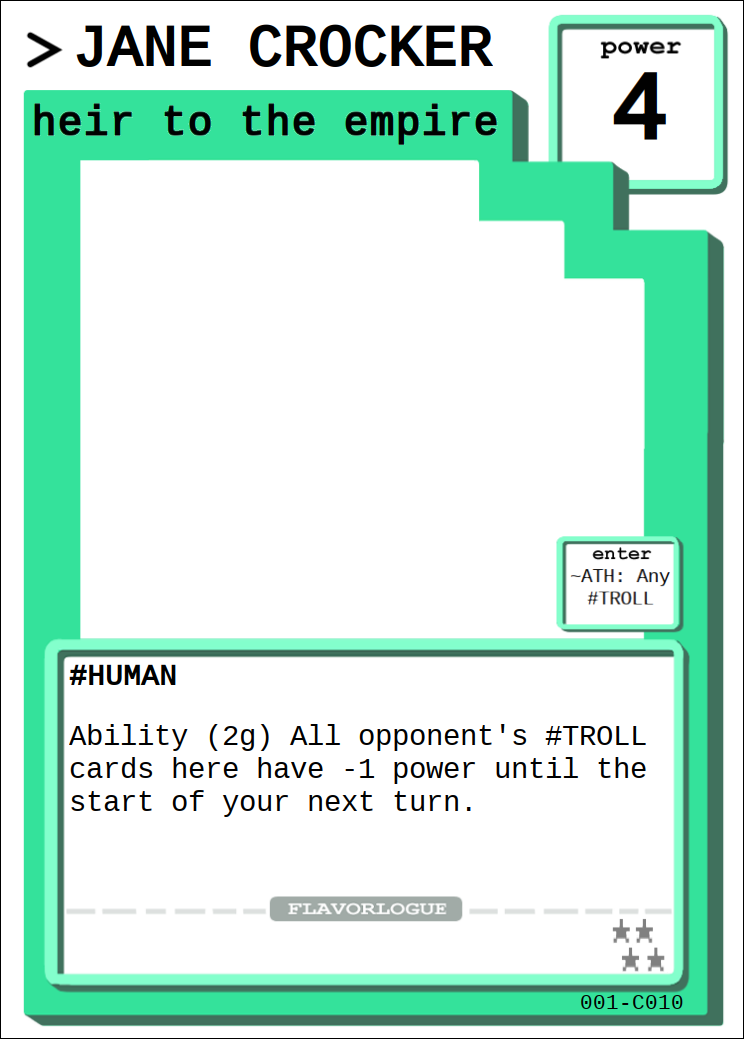 >JANE CROCKER
power
4
heir to the empire
enter
~ATH: Any
#TROLL
#HUMAN
Ability (2g) All opponent's #TROLL
cards here have -1 power until the
start of your next turn.
FLAVORLOGUE
001-C010